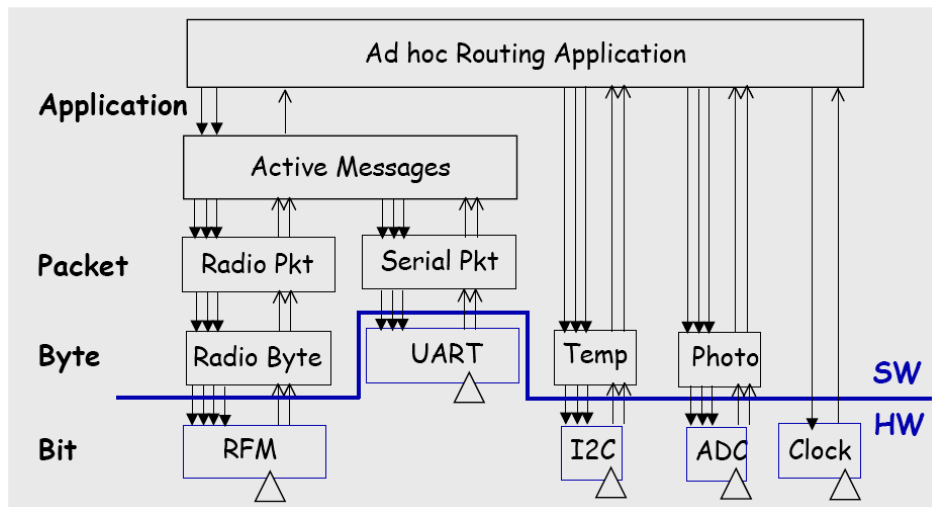 Ad hoc Routing Application
Application
Active Messages
Packet
Radio Pkt
Serial Pkt
Byte
Radio Byte
UART
Temp
Photo
SW
HW
Bit
RFM
I2C
ADC
Clock